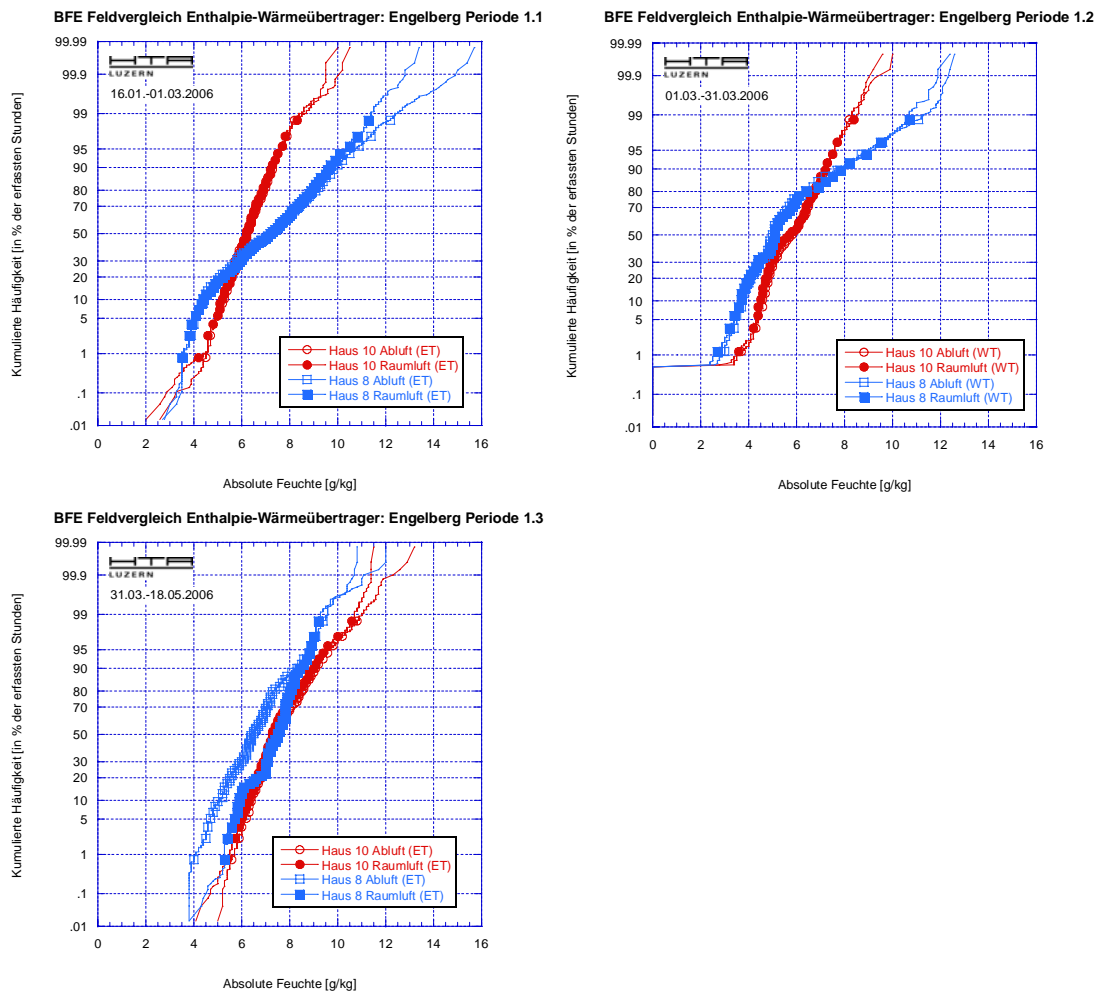 BFE Feldvergleich Enthalpie-Wärmeübertrager: Engelberg Periode 1.1
Kumulierte Häufigkeit [in % der erfassten Stunden]
99.99
99.9
99
95
90
80
70
50
30
20
10
5
1
.1
.01
HTA
LUZERN
16.01.-01.03.2006
Haus 10 Abluft (ET)
Haus 10 Raumluft (ET)
Haus 8 Abluft (ET)
Haus 8 Raumluft (ET)
0 2 4 6 8 10 12 14 16
Absolute Feuchte [g/kg]
BFE Feldvergleich Enthalpie-Wärmeübertrager: Engelberg Periode 1.2
Kumulierte Häufigkeit [in % der erfassten Stunden]
99.99
99.9
99
95
90
80
70
50
30
20
10
5
1
.1
.01
HTA
LUZERN
01.03.-31.03.2006
Haus 10 Abluft (WT)
Haus 10 Raumluft (WT)
Haus 8 Abluft (WT)
Haus 8 Raumluft (WT)
0 2 4 6 8 10 12 14 16
Absolute Feuchte [g/kg]
BFE Feldvergleich Enthalpie-Wärmeübertrager: Engelberg Periode 1.3
Kumulierte Häufigkeit [in % der erfassten Stunden]
99.99
99.9
99
95
90
80
70
50
30
20
10
5
1
.1
.01
HTA
LUZERN
31.03.-18.05.2006
Haus 10 Abluft (ET)
Haus 10 Raumluft (ET)
Haus 8 Abluft (ET)
Haus 8 Raumluft (ET)
0 2 4 6 8 10 12 14 16
Absolute Feuchte [g/kg]